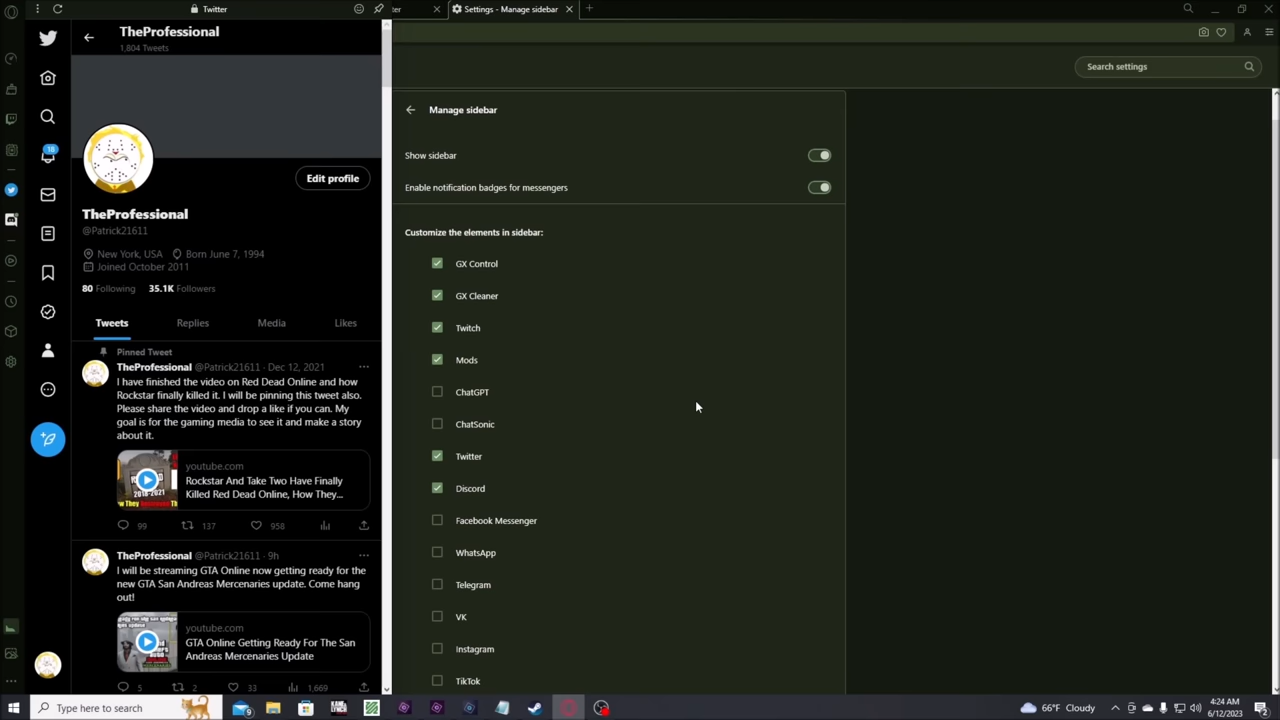 Twitter
ter
Settings - Manage sidebar
TheProfessional
1,804 Tweets
Search settings
Manage sidebar
Show sidebar
Enable notification badges for messengers
Customize the elements in sidebar:
GX Control
GX Cleaner
Twitch
Mods
ChatGPT
ChatSonic
Twitter
Discord
Facebook Messenger
WhatsApp
Telegram
VK
Instagram
TikTok
18
Edit profile
TheProfessional
@Patrick21611
New York, USA Born June 7, 1994
Joined October 2011
80 Following 35.1K Followers
Tweets Replies Media Likes
Pinned Tweet
TheProfessional @Patrick21611 · Dec 12, 2021
I have finished the video on Red Dead Online and how
Rockstar finally killed it. I will be pinning this tweet also.
Please share the video and drop a like if you can. My
goal is for the gaming media to see it and make a story
about it.
2018-2021
youtube.com
Rockstar And Take Two Have Finally
Killed Red Dead Online, How They...
99 137 958
TheProfessional @Patrick21611 · 9h
I will be streaming GTA Online now getting ready for the
new GTA San Andreas Mercenaries update. Come hang
out!
youtube.com
GTA Online Getting Ready For The San
Andreas Mercenaries Update
5 2 33 1,669
Type here to search
9
66°F Cloudy
4:24 AM
6/12/2023
2